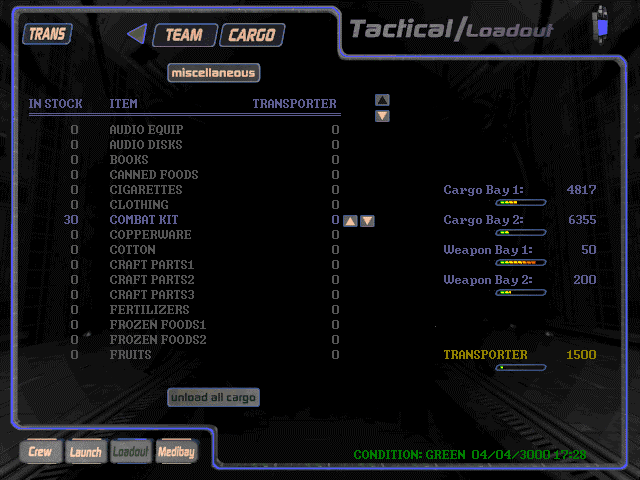 TRANS TEAM CARGO Tactical/Loadout
miscellaneous
IN STOCK ITEM TRANSPORTER
0 AUDIO EQUIP 0
0 AUDIO DISKS 0
0 BOOKS 0
0 CANNED FOODS 0
0 CIGARETTES 0
0 CLOTHING 0
30 COMBAT KIT 0
0 COPPERWARE 0
0 COTTON 0
0 CRAFT PARTS1 0
0 CRAFT PARTS2 0
0 CRAFT PARTS3 0
0 FERTILIZERS 0
0 FROZEN FOODS1 0
0 FROZEN FOODS2 0
0 FRUITS 0
Cargo Bay 1: 4817
Cargo Bay 2: 6355
Weapon Bay 1: 50
Weapon Bay 2: 200
TRANSPORTER 1500
unload all cargo
Crew Launch Loadout Medibay
CONDITION: GREEN 04/04/3000 17:28